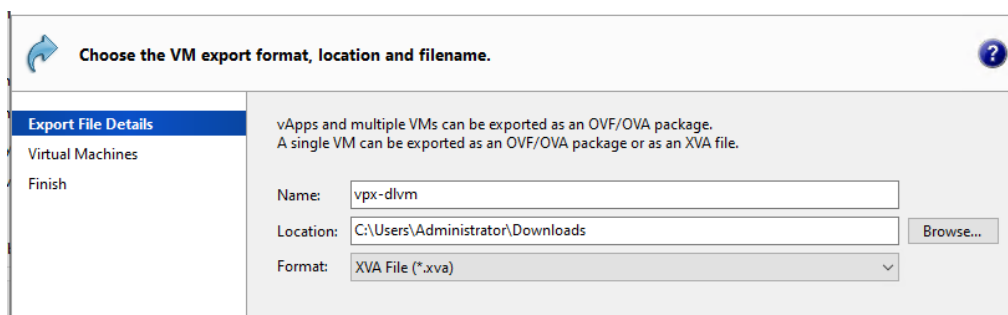 Choose the VM export format, location and filename.
?
Export File Details
Virtual Machines
Finish
vApps and multiple VMs can be exported as an OVF/OVA package.
A single VM can be exported as an OVF/OVA package or as an XVA file.
Name: vpx-dlvm
Location: C:\Users\Administrator\Downloads Browse...
Format: XVA File (*.xva)